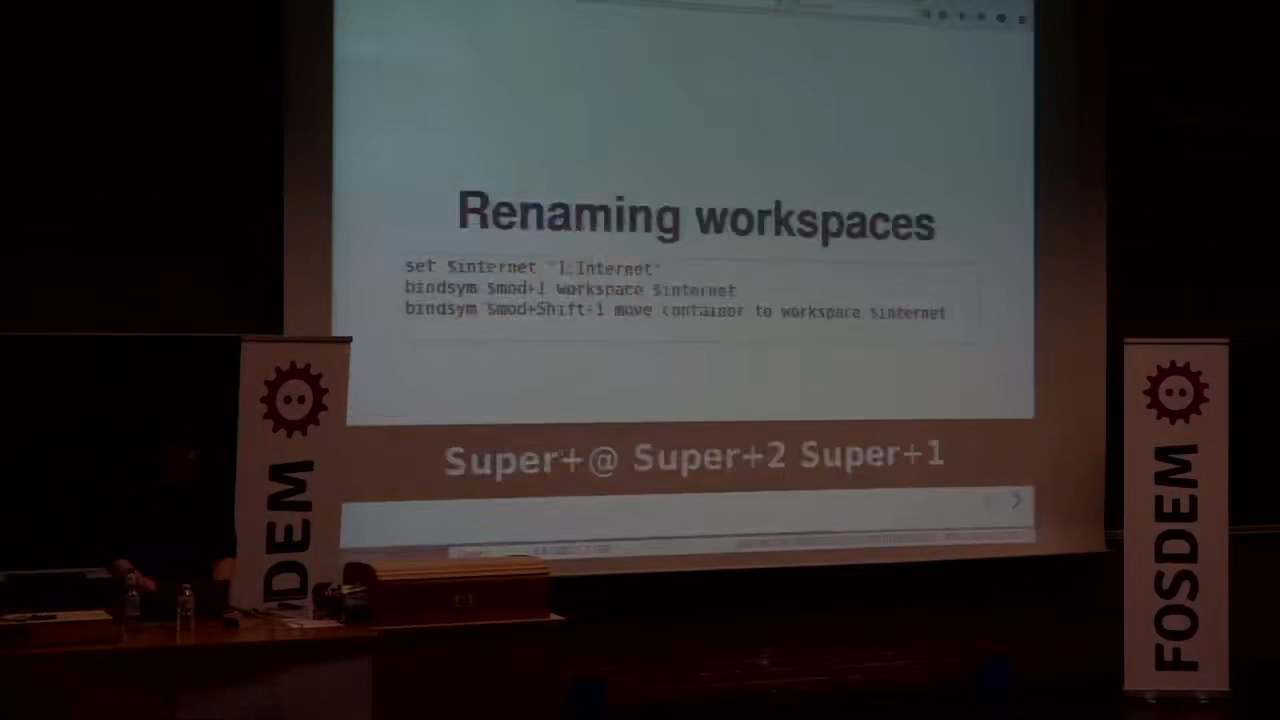 Renaming workspaces
set $internet "1:Internet"
bindsym $mod+1 workspace $internet
bindsym $mod+Shift+1 move container to workspace $internet
Super+@ Super+2 Super+1
DEM
FOSDEM